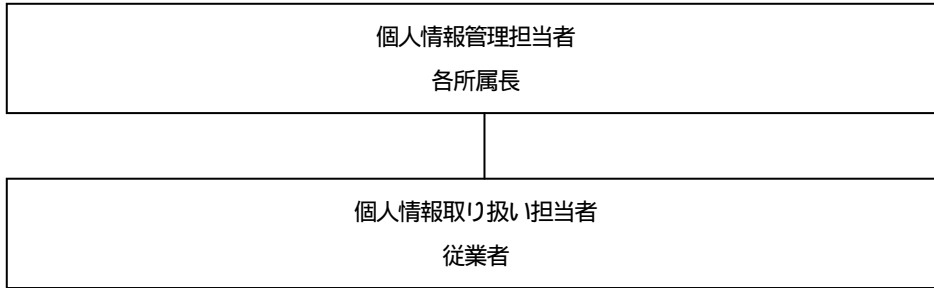 個人情報管理担当者
各所属長
個人情報取り扱い担当者
従業者